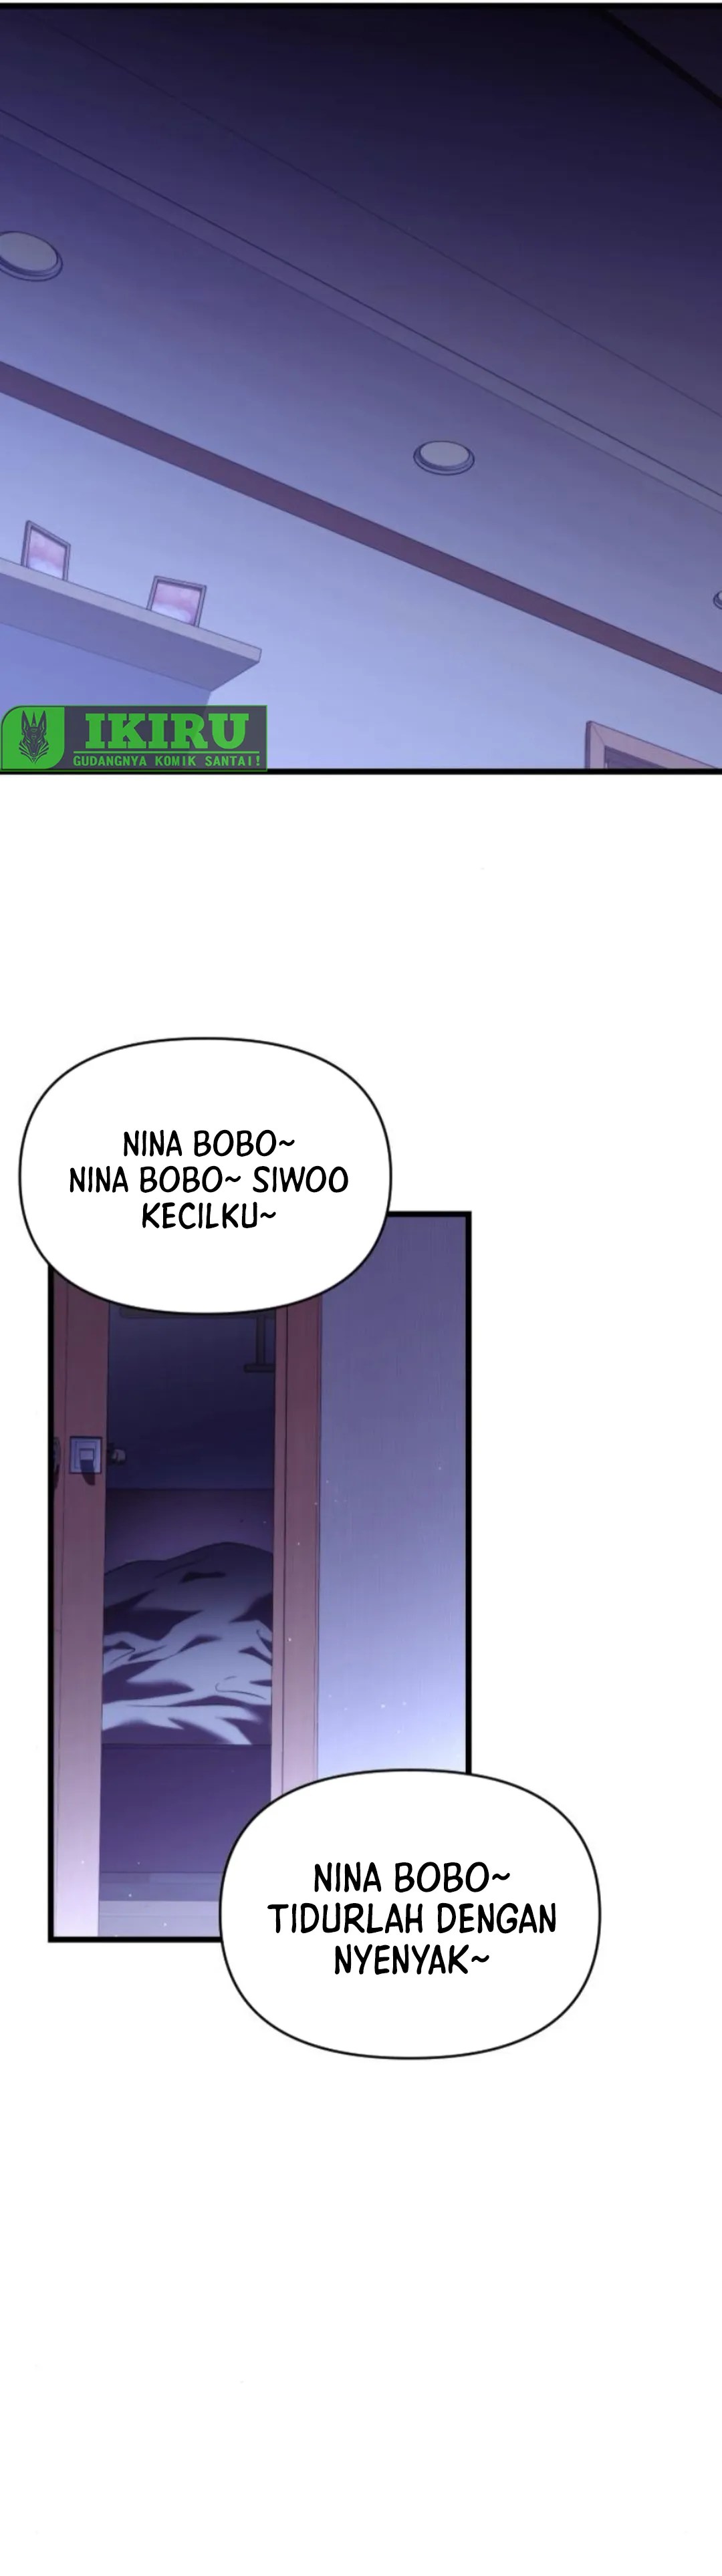 IKIRU
GUDANGNYA KOMIK SANTAI!
NINA BOBO~
NINA BOBO~ SIWOO
KECILKU~
NINA BOBO~
TIDURLAH DENGAN
NYENYAK~